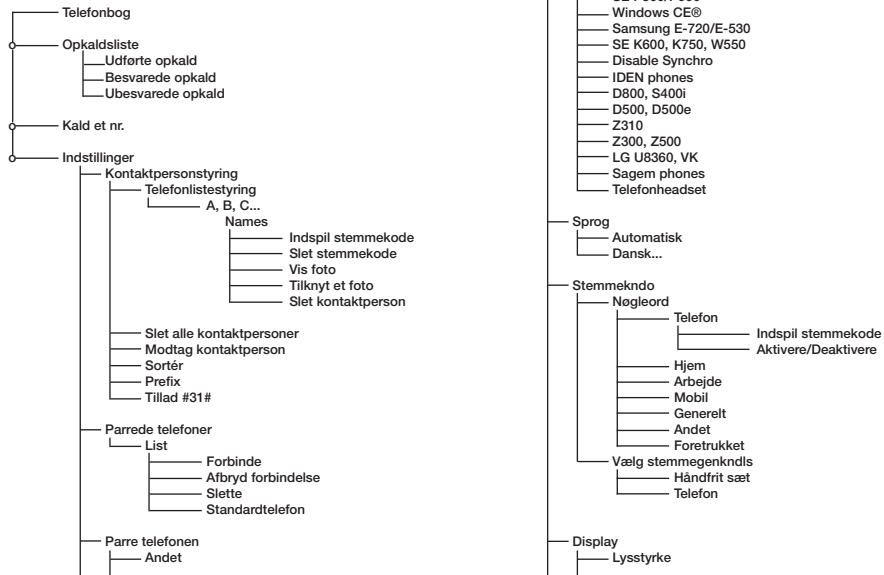 Telefonbog
Opkaldsliste
Udførte opkald
Besvarede opkald
Ubesvarede opkald
Kald et nr.
Indstillinger
Kontaktpersonstyring
Telefonlistestyring
A, B, C...
Names
Indspil stemmekode
Slet stemmekode
Vis foto
Tilknyt et foto
Slet kontaktperson
Slet alle kontaktpersoner
Modtag kontaktperson
Sortér
Prefix
Tillad #31#
Parrede telefoner
List
Forbinde
Afbryd forbindelse
Slette
Standardtelefon
Parre telefonen
Andet
Windows CE®
Samsung E-720/E-530
SE K600, K750, W550
Disable Synchro
IDEN phones
D800, S400i
D500, D500e
Z310
Z300, Z500
LG U8360, VK
Sagem phones
Telefonheadset
Sprog
Automatisk
Dansk...
Stemmekndo
Nøgleord
Telefon
Indspil stemmekode
Aktivere/Deaktivere
Hjem
Arbejde
Mobil
Generelt
Andet
Foretrukket
Vælg stemmegenkndls
Håndfrit sæt
Telefon
Display
Lysstyrke